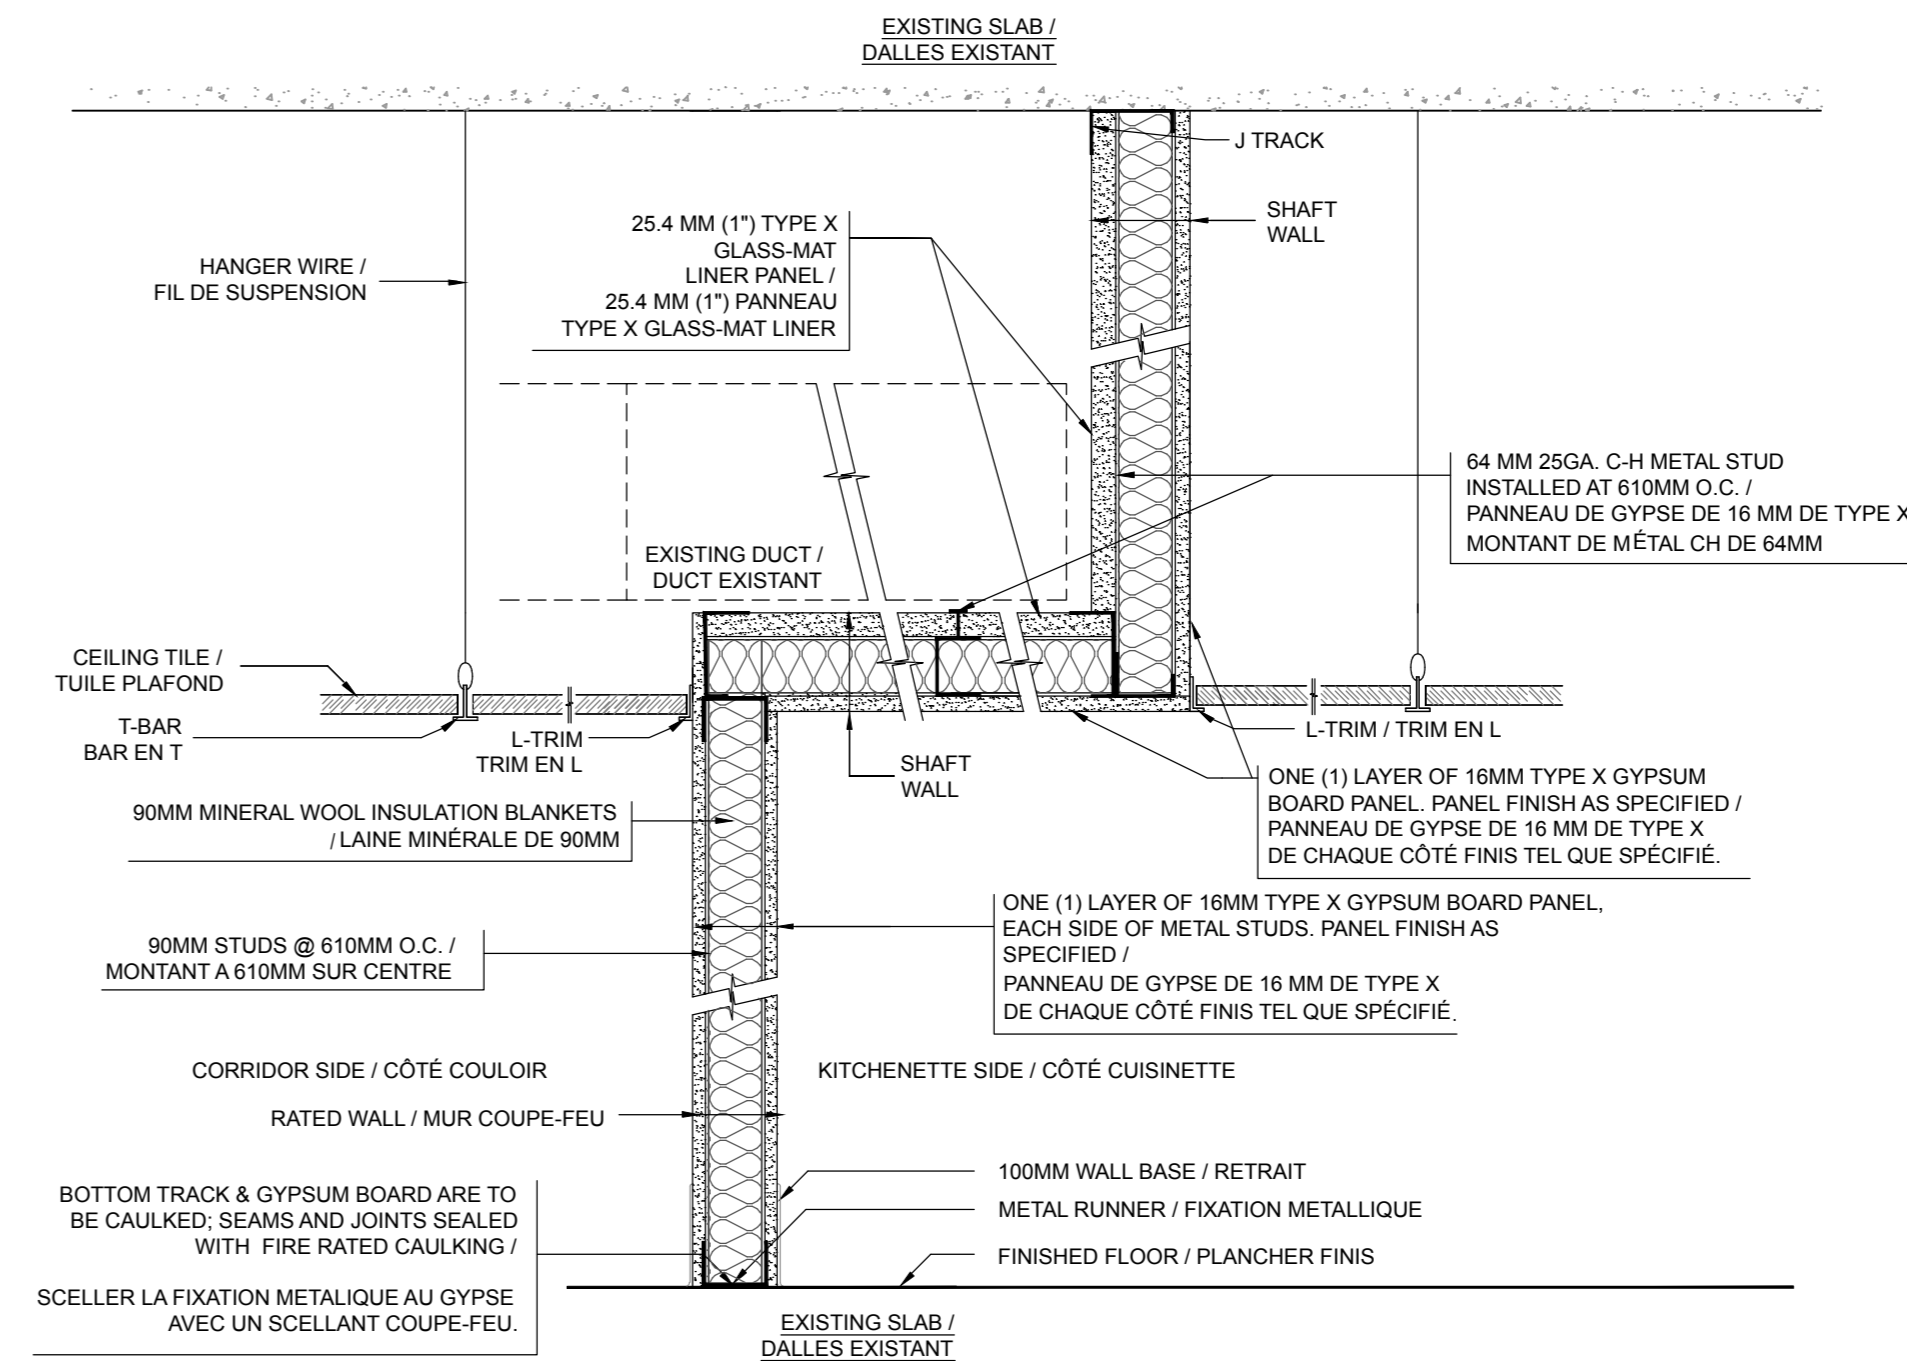 EXISTING SLAB /
DALLES EXISTANT
J TRACK
SHAFT
WALL
25.4 MM (1") TYPE X
GLASS-MAT
LINER PANEL /
25.4 MM (1") PANNEAU
TYPE X GLASS-MAT LINER
HANGER WIRE /
FIL DE SUSPENSION
64 MM 25GA. C-H METAL STUD
INSTALLED AT 610MM O.C. /
PANNEAU DE GYPSE DE 16 MM DE TYPE X
MONTANT DE MÉTAL CH DE 64MM
EXISTING DUCT /
DUCT EXISTANT
CEILING TILE /
TUILE PLAFOND
T-BAR
BAR EN T
L-TRIM
TRIM EN L
L-TRIM / TRIM EN L
SHAFT
WALL
ONE (1) LAYER OF 16MM TYPE X GYPSUM
BOARD PANEL. PANEL FINISH AS SPECIFIED /
PANNEAU DE GYPSE DE 16 MM DE TYPE X
DE CHAQUE CÔTÉ FINIS TEL QUE SPÉCIFIÉ.
90MM MINERAL WOOL INSULATION BLANKETS
/ LAINE MINÉRALE DE 90MM
ONE (1) LAYER OF 16MM TYPE X GYPSUM BOARD PANEL,
EACH SIDE OF METAL STUDS. PANEL FINISH AS
SPECIFIED /
PANNEAU DE GYPSE DE 16 MM DE TYPE X
DE CHAQUE CÔTÉ FINIS TEL QUE SPÉCIFIÉ.
90MM STUDS @ 610MM O.C. /
MONTANT A 610MM SUR CENTRE
CORRIDOR SIDE / CÔTÉ COULOIR
KITCHENETTE SIDE / CÔTÉ CUISINETTE
RATED WALL / MUR COUPE-FEU
100MM WALL BASE / RETRAIT
METAL RUNNER / FIXATION METALLIQUE
FINISHED FLOOR / PLANCHER FINIS
BOTTOM TRACK & GYPSUM BOARD ARE TO
BE CAULKED; SEAMS AND JOINTS SEALED
WITH FIRE RATED CAULKING /
SCELLER LA FIXATION METALIQUE AU GYPSE
AVEC UN SCELLANT COUPE-FEU.
EXISTING SLAB /
DALLES EXISTANT